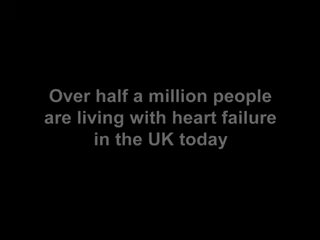 Over half a million people
are living with heart failure
in the UK today